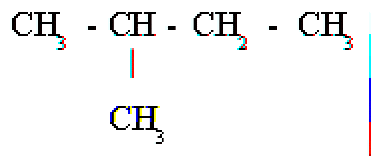 CH₃ - CH - CH₂ - CH₃
CH₃